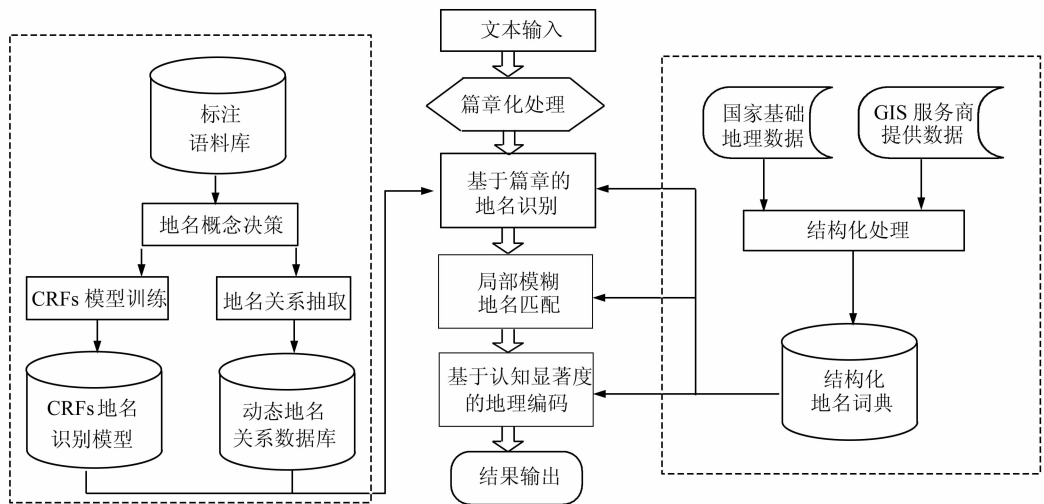 文本输入
篇章化处理
基于篇章的
地名识别
局部模糊
地名匹配
基于认知显著度
的地理编码
结果输出
标注
语料库
地名概念决策
CRFs 模型训练
地名关系抽取
CRFs 地名
识别模型
动态地名
关系数据库
国家基础
地理数据
GIS 服务商
提供数据
结构化处理
结构化
地名词典